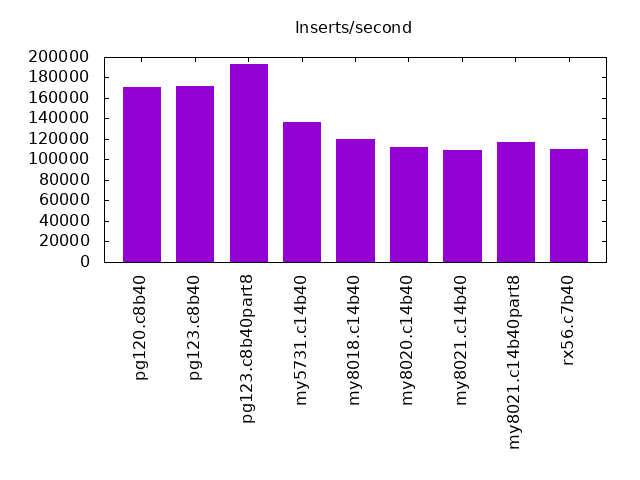 Inserts/second
200000
180000
160000
140000
120000
100000
80000
60000
40000
20000
0
pg120.c8b40
pg123.c8b40
pg123.c8b40part8
my5731.c14b40
my8018.c14b40
my8020.c14b40
my8021.c14b40
my8021.c14b40part8
rx56.c7b40